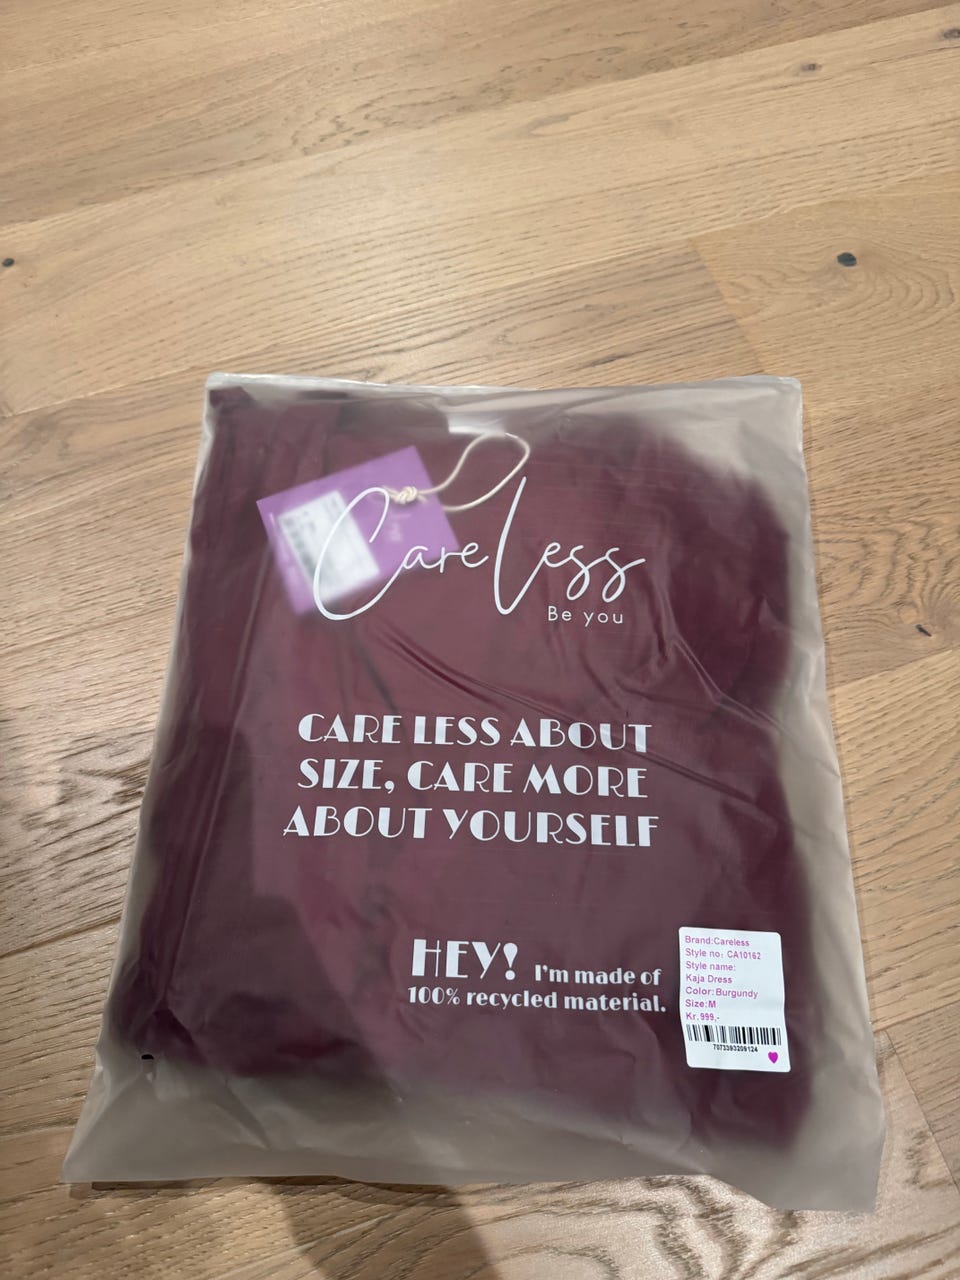 Careless
Be you
CARE LESS ABOUT
SIZE, CARE MORE
ABOUT YOURSELF
HEY! I'm made of
100% recycled material.
Brand:Careless
Style no: CA10162
Style name:
Kaja Dress
Color:Burgundy
Size:M
Kr.999,-
7073393209124